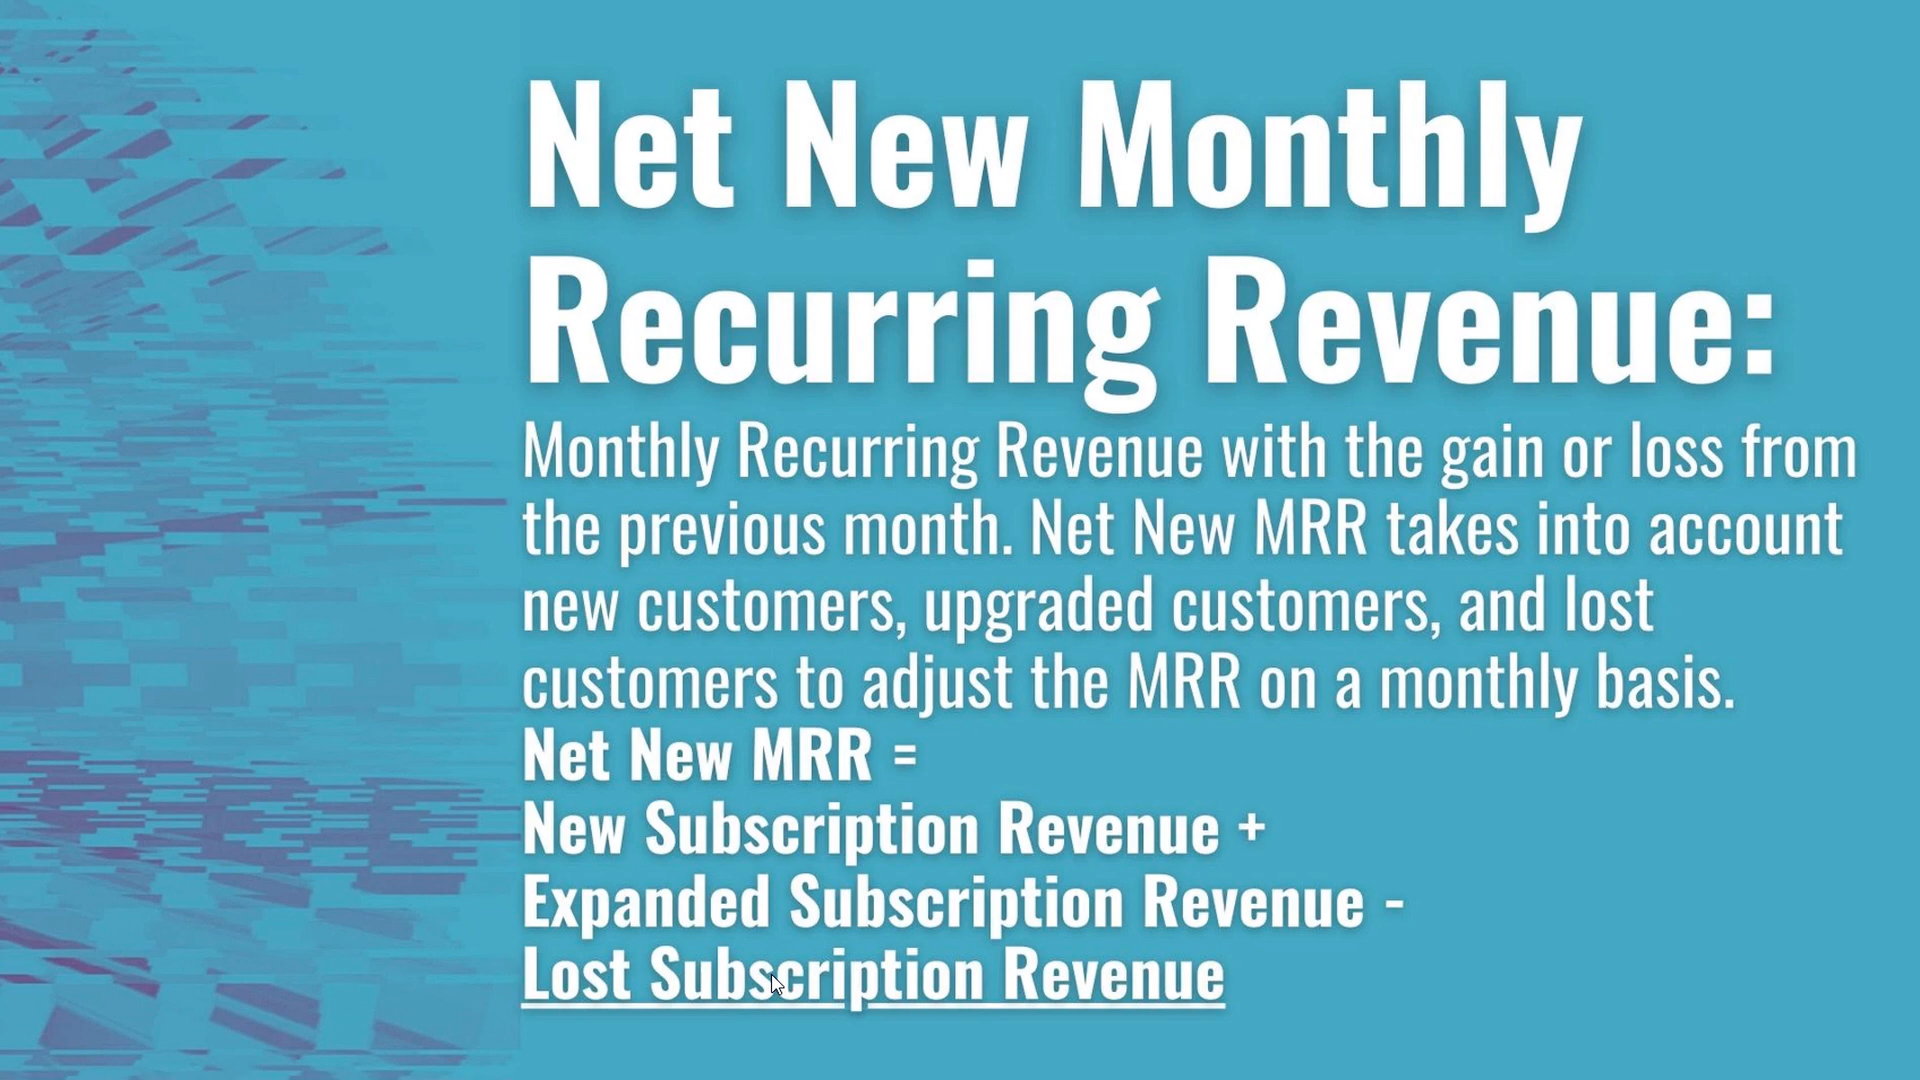 Net New Monthly
Recurring Revenue:
Monthly Recurring Revenue with the gain or loss from
the previous month. Net New MRR takes into account
new customers, upgraded customers, and lost
customers to adjust the MRR on a monthly basis.
Net New MRR =
New Subscription Revenue +
Expanded Subscription Revenue -
Lost Subscription Revenue